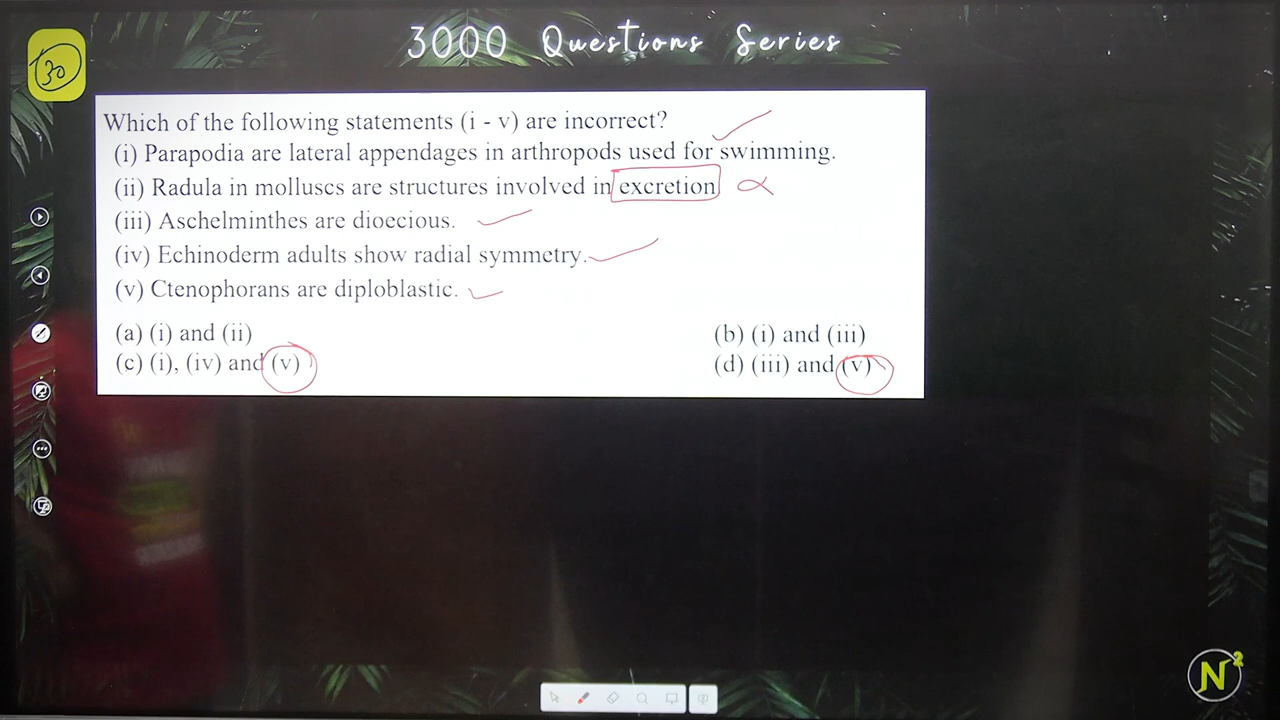 3000 Questions Series
30
Which of the following statements (i - v) are incorrect?
(i) Parapodia are lateral appendages in arthropods used for swimming.
(ii) Radula in molluscs are structures involved in excretion
(iii) Aschelminthes are dioecious.
(iv) Echinoderm adults show radial symmetry.
(v) Ctenophorans are diploblastic.
(a) (i) and (ii) (b) (i) and (iii)
(c) (i), (iv) and (v) (d) (iii) and (v)
N2